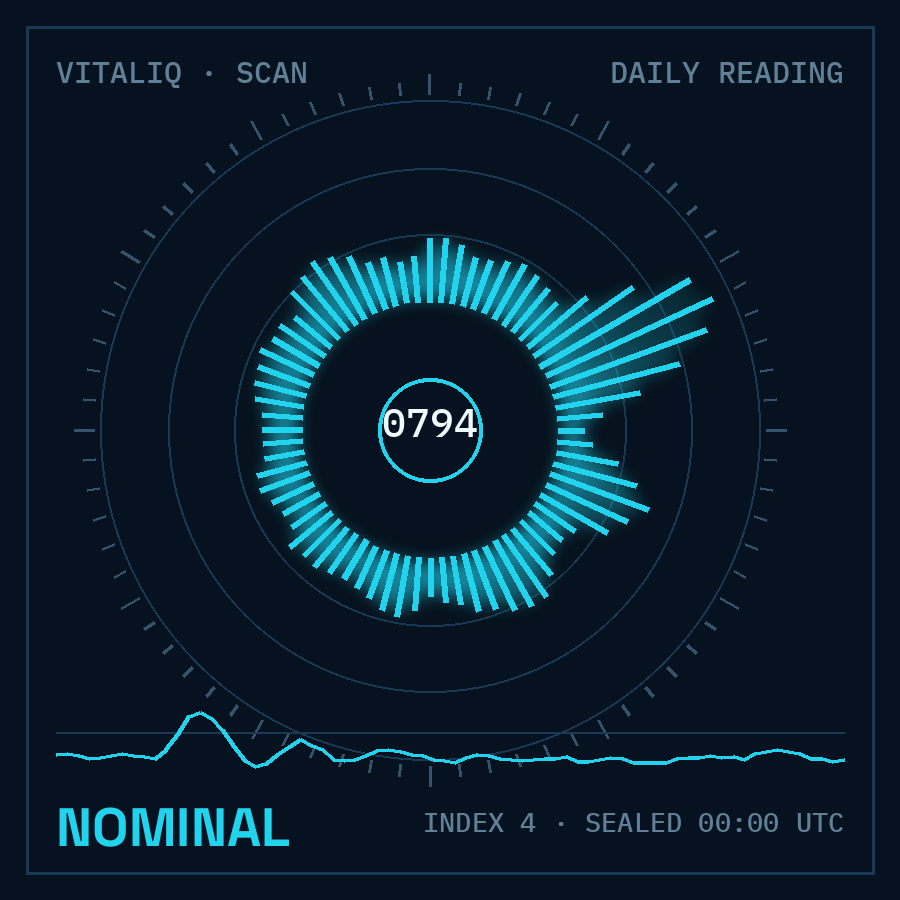 VITALIQ · SCAN
DAILY READING
0794
NOMINAL
INDEX 4 · SEALED 00:00 UTC